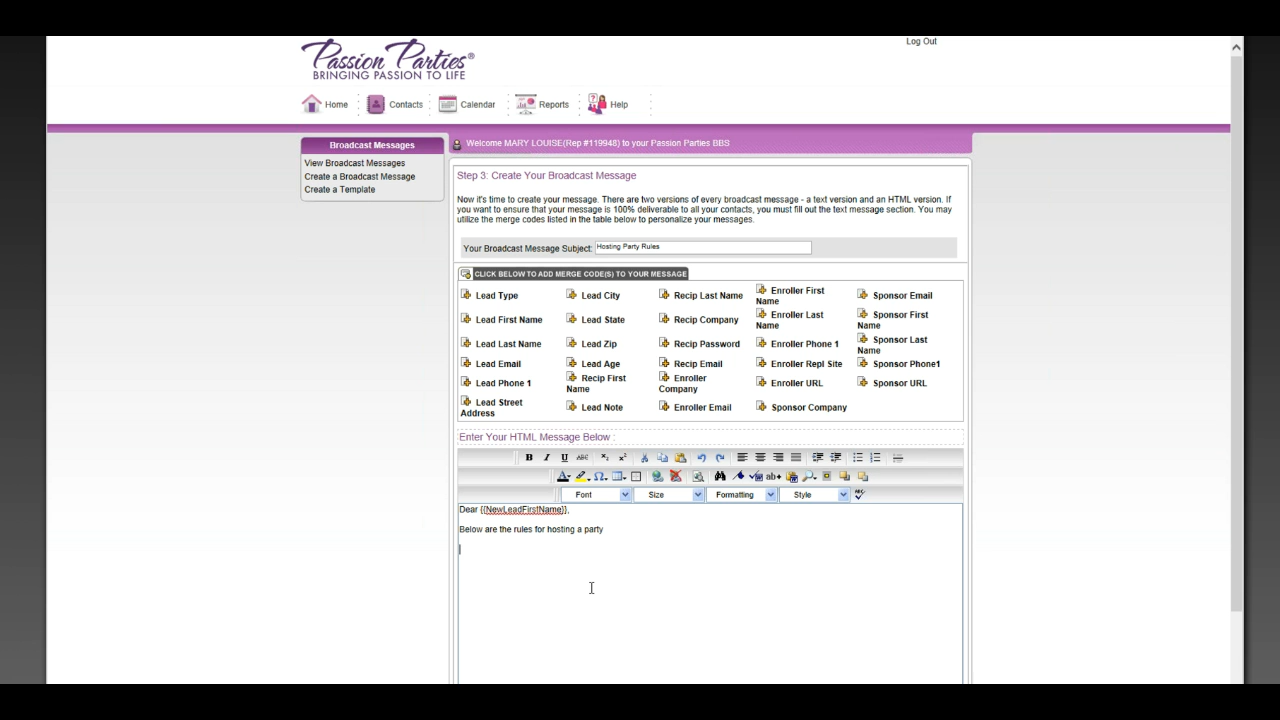 Log Out
Passion Parties®
BRINGING PASSION TO LIFE
Home
Contacts
Calendar
Reports
Help
Broadcast Messages
View Broadcast Messages
Create a Broadcast Message
Create a Template
Welcome MARY LOUISE(Rep #119948) to your Passion Parties BBS
Step 3: Create Your Broadcast Message
Now it's time to create your message. There are two versions of every broadcast message - a text version and an HTML version. If
you want to ensure that your message is 100% deliverable to all your contacts, you must fill out the text message section. You may
utilize the merge codes listed in the table below to personalize your messages.
Your Broadcast Message Subject: Hosting Party Rules
CLICK BELOW TO ADD MERGE CODE(S) TO YOUR MESSAGE
Lead Type
Lead City
Recip Last Name
Enroller First
Name
Sponsor Email
Lead First Name
Lead State
Recip Company
Enroller Last
Name
Sponsor First
Name
Lead Last Name
Lead Zip
Recip Password
Enroller Phone 1
Sponsor Last
Name
Lead Email
Lead Age
Recip Email
Enroller Repl Site
Sponsor Phone1
Lead Phone 1
Recip First
Name
Enroller
Company
Enroller URL
Sponsor URL
Lead Street
Address
Lead Note
Enroller Email
Sponsor Company
Enter Your HTML Message Below :
B I U ABC
Font
Size
Formatting
Style
Dear {{NewLeadFirstName}},
Below are the rules for hosting a party